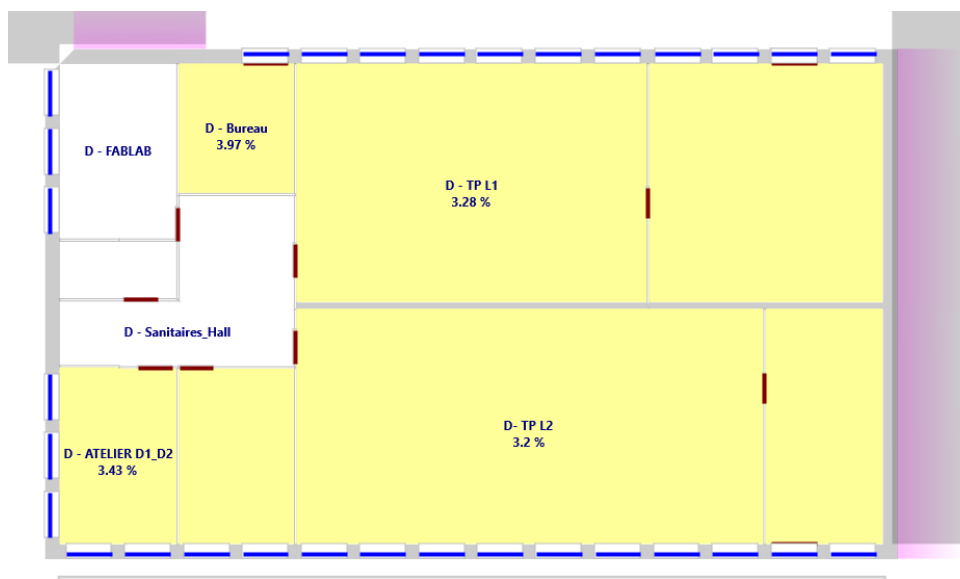 D - Bureau
3.97 %
D - FABLAB
D - TP L1
3.28 %
D - Sanitaires_Hall
D- TP L2
3.2 %
D - ATELIER D1_D2
3.43 %